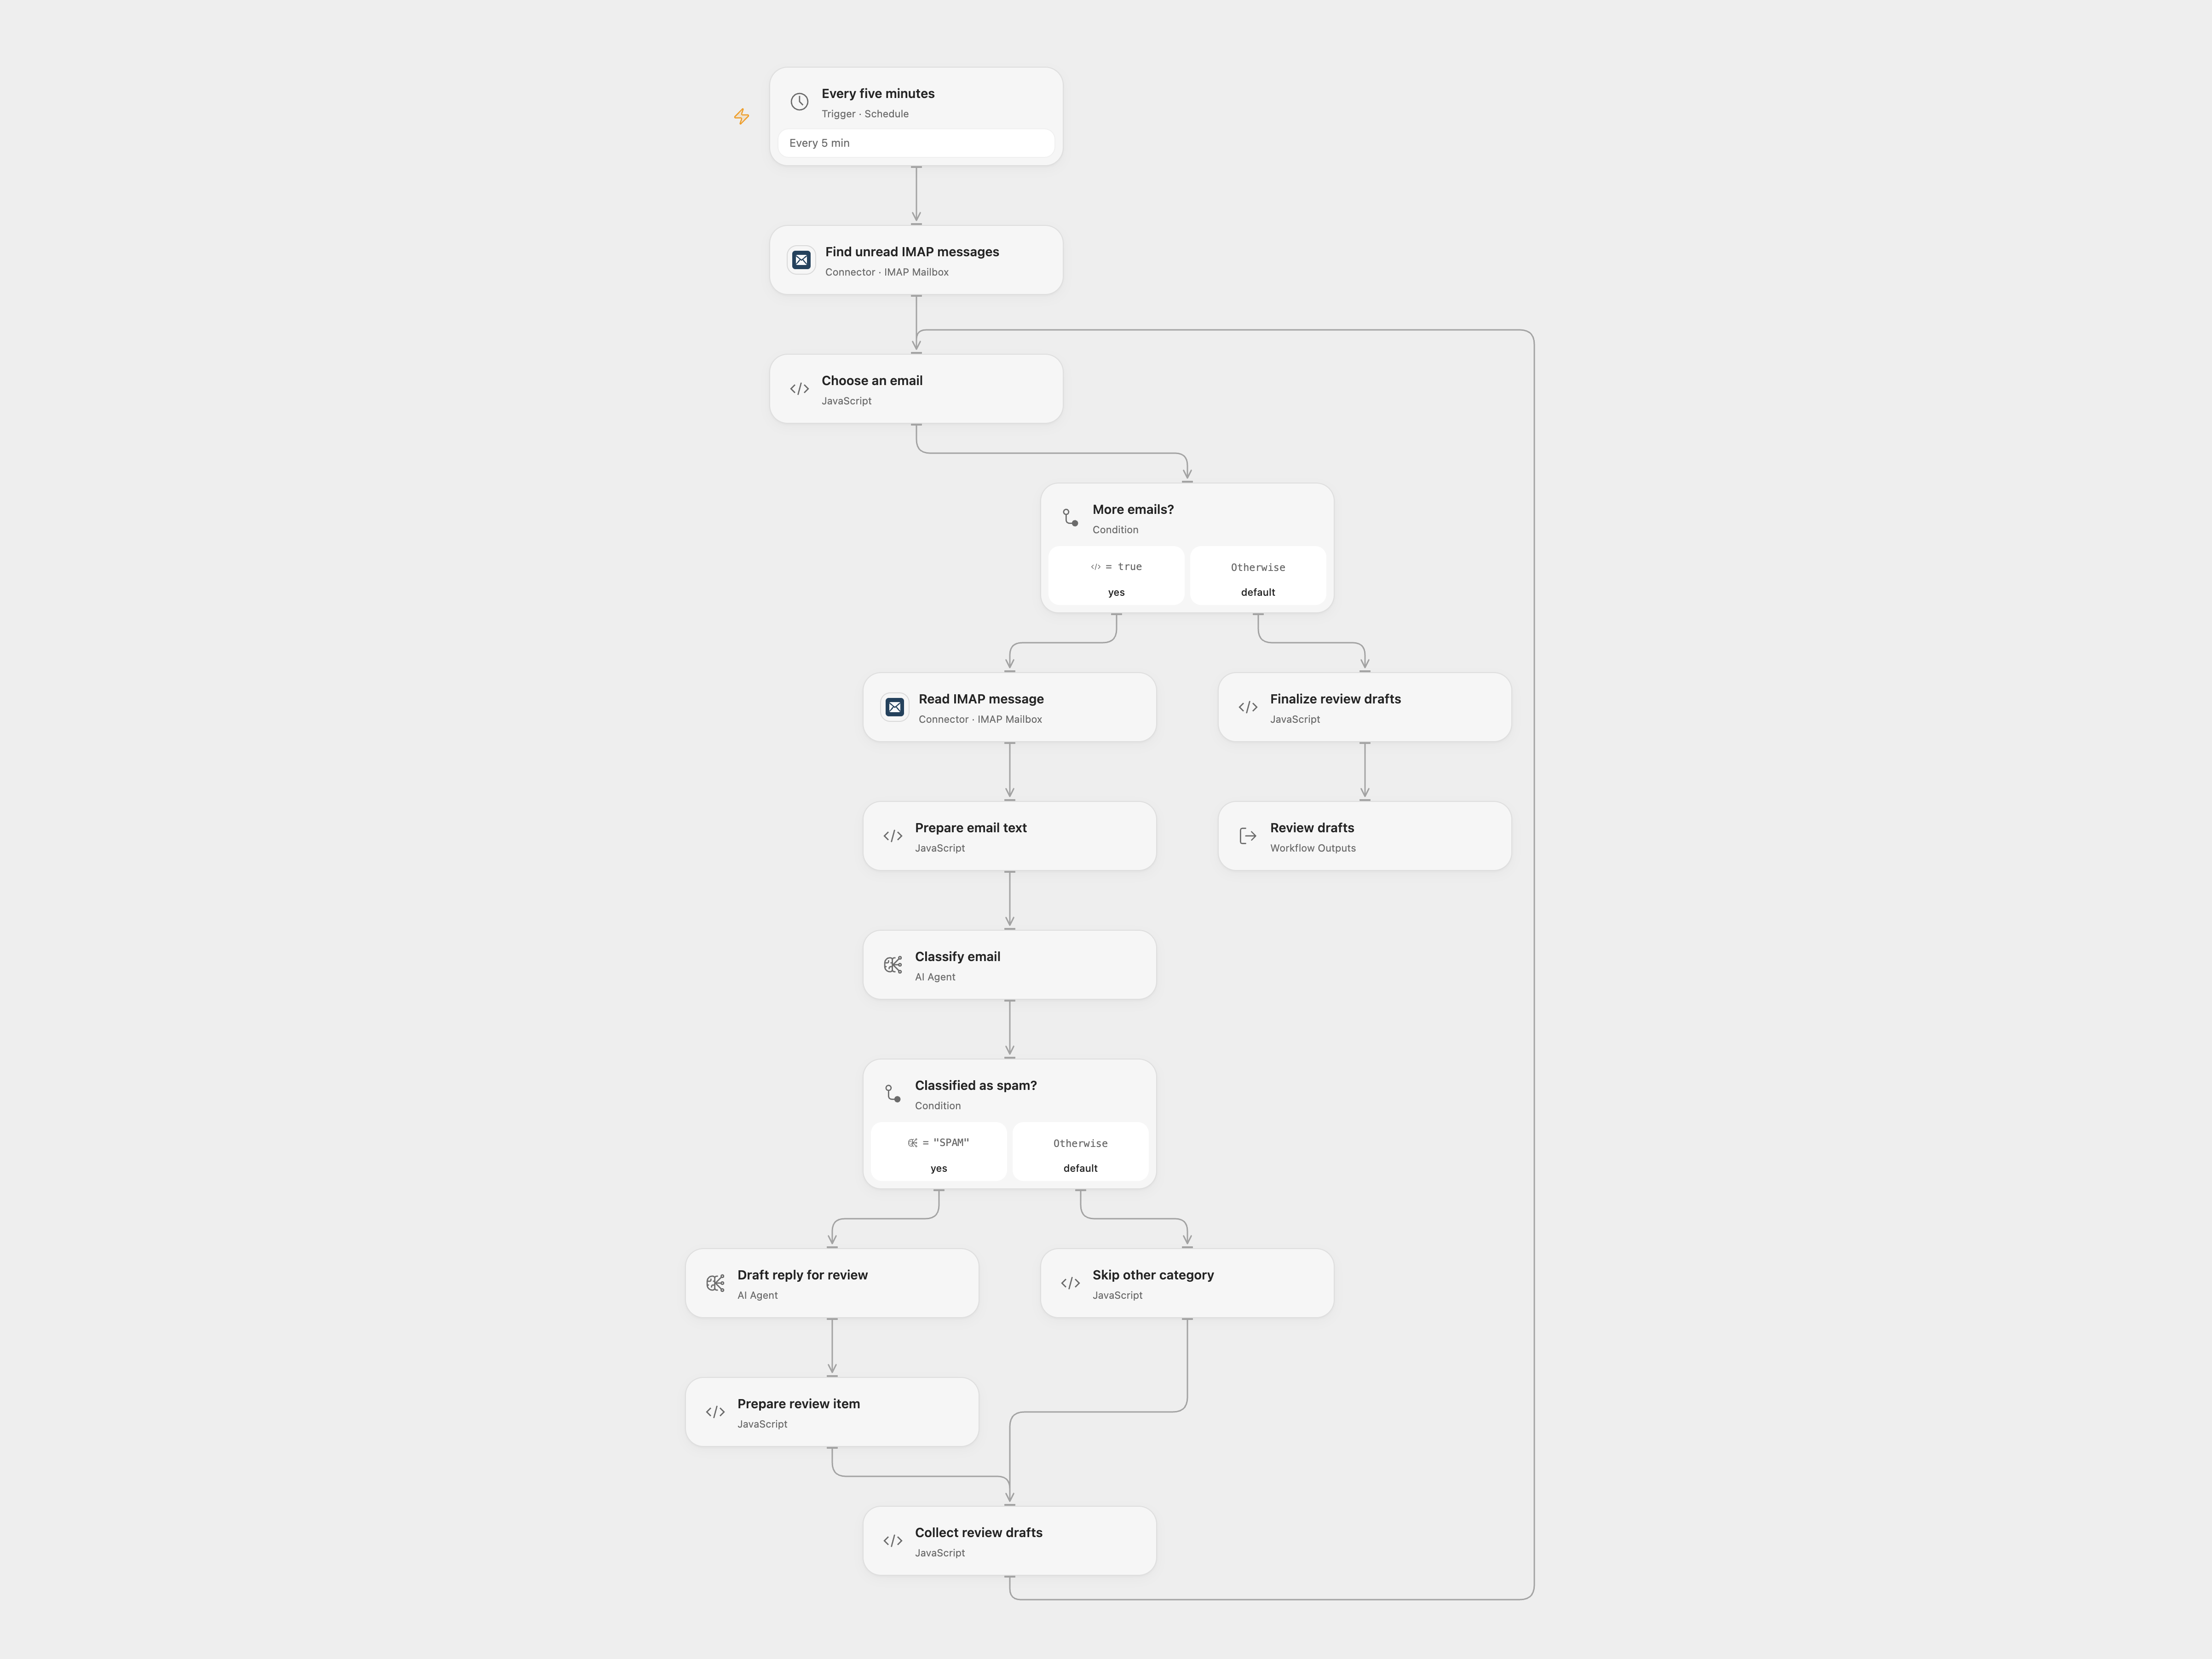 Every five minutes
Trigger · Schedule
Every 5 min
Find unread IMAP messages
Connector · IMAP Mailbox
Choose an email
JavaScript
More emails?
Condition
</> = true
yes
Otherwise
default
Read IMAP message
Connector · IMAP Mailbox
Finalize review drafts
JavaScript
Prepare email text
JavaScript
Review drafts
Workflow Outputs
Classify email
AI Agent
Classified as spam?
Condition
= "SPAM"
yes
Otherwise
default
Draft reply for review
AI Agent
Skip other category
JavaScript
Prepare review item
JavaScript
Collect review drafts
JavaScript